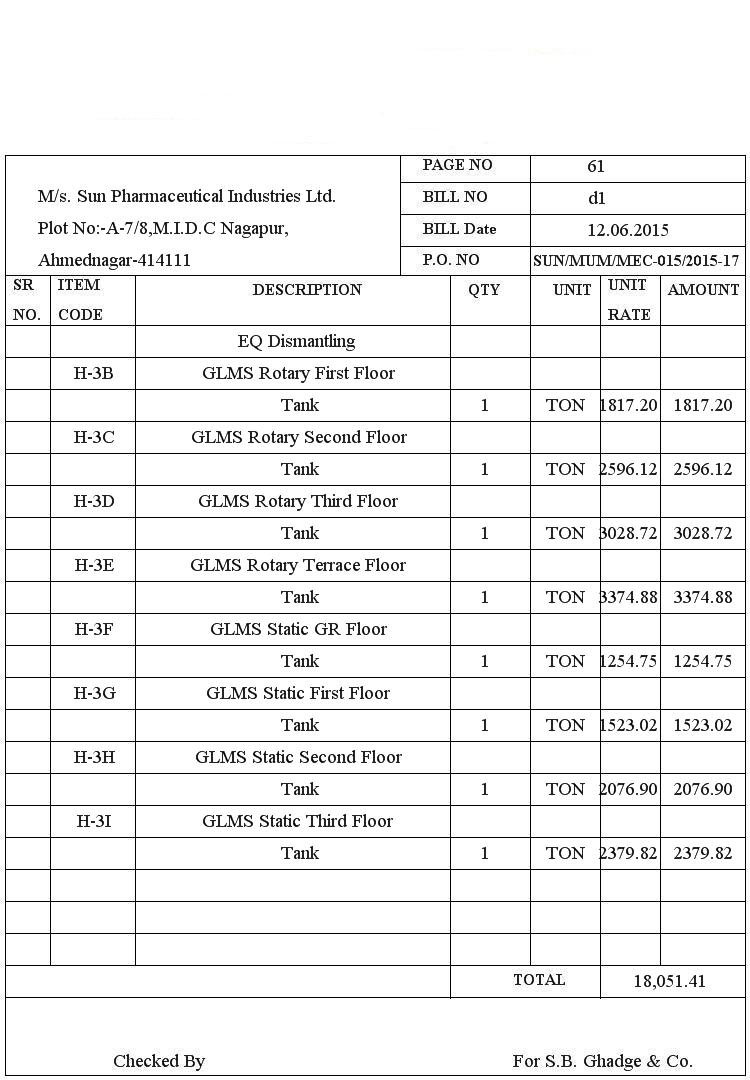 PAGE NO 61
M/s. Sun Pharmaceutical Industries Ltd. BILL NO d1
Plot No:-A-7/8,M.I.D.C Nagapur, BILL Date 12.06.2015
Ahmednagar-414111 P.O. NO SUN/MUM/MEC-015/2015-17
SR NO. ITEM CODE DESCRIPTION QTY UNIT UNIT RATE AMOUNT
EQ Dismantling
H-3B GLMS Rotary First Floor
Tank 1 TON 1817.20 1817.20
H-3C GLMS Rotary Second Floor
Tank 1 TON 2596.12 2596.12
H-3D GLMS Rotary Third Floor
Tank 1 TON 3028.72 3028.72
H-3E GLMS Rotary Terrace Floor
Tank 1 TON 3374.88 3374.88
H-3F GLMS Static GR Floor
Tank 1 TON 1254.75 1254.75
H-3G GLMS Static First Floor
Tank 1 TON 1523.02 1523.02
H-3H GLMS Static Second Floor
Tank 1 TON 2076.90 2076.90
H-3I GLMS Static Third Floor
Tank 1 TON 2379.82 2379.82
TOTAL 18,051.41
Checked By For S.B. Ghadge & Co.